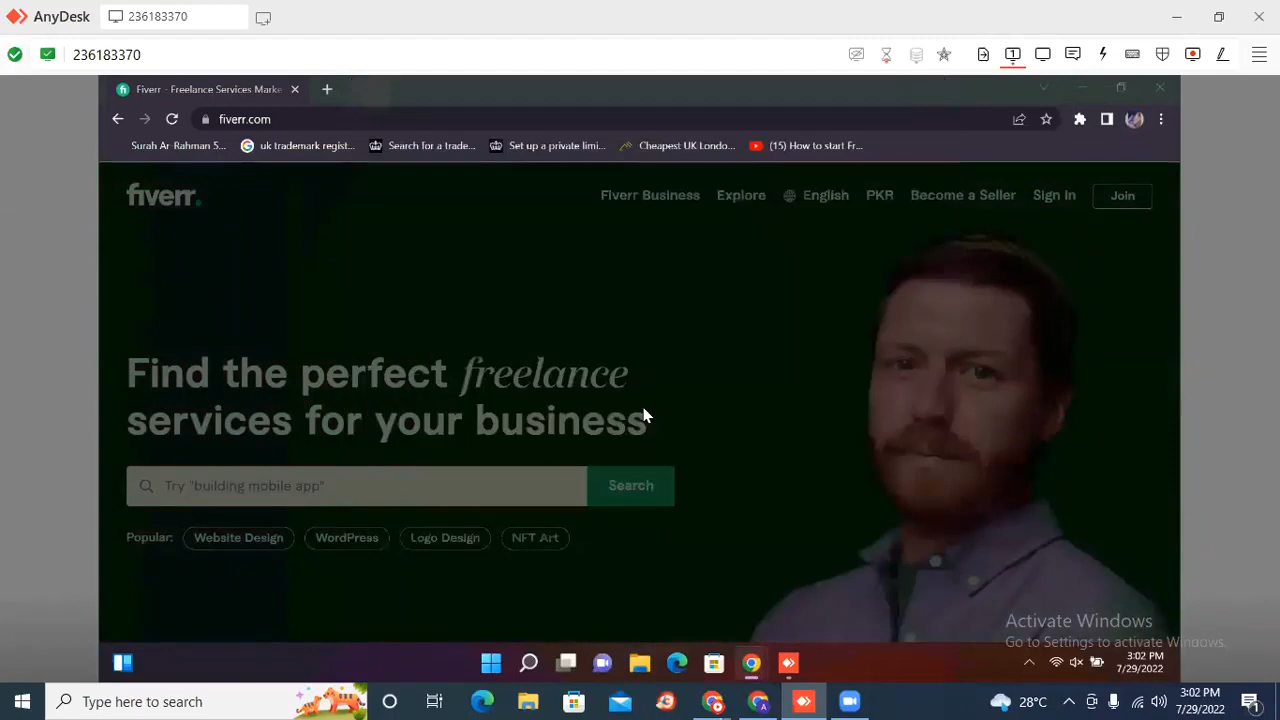 AnyDesk
236183370
236183370
Fiverr - Freelance Services Marke
fiverr.com
Surah Ar-Rahman 5...
uk trademark regist...
Search for a trade...
Set up a private limi...
Cheapest UK Londo...
(15) How to start Fr...
fiverr.
Fiverr Business
Explore
English
PKR
Become a Seller
Sign In
Join
Find the perfect freelance
services for your business
Try "building mobile app"
Search
Popular:
Website Design
WordPress
Logo Design
NFT Art
Activate Windows
Go to Settings to activate Windows.
3:02 PM
7/29/2022
Type here to search
28°C
3:02 PM
7/29/2022